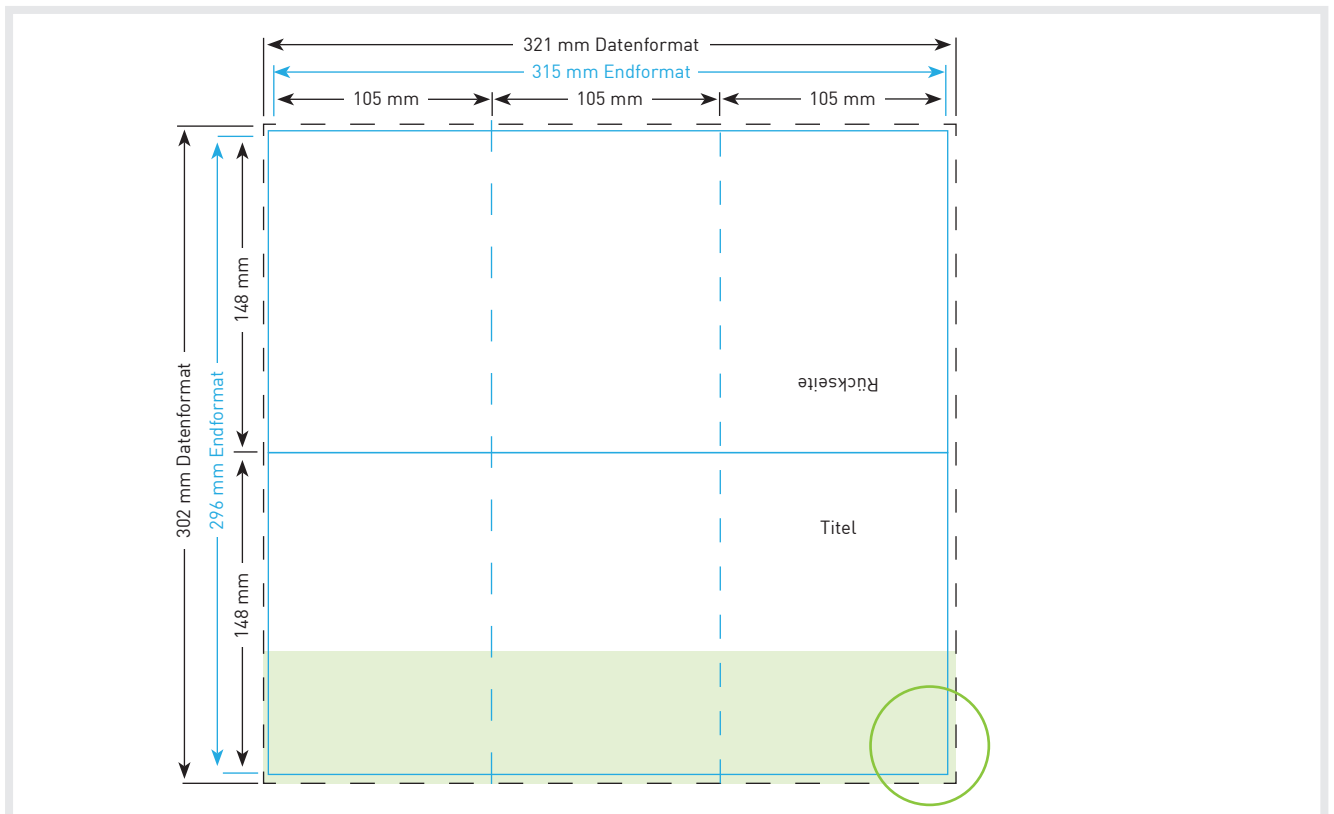 321 mm Datenformat
315 mm Endformat
105 mm
105 mm
105 mm
148 mm
302 mm Datenformat
296 mm Endformat
148 mm
Rückseite
Titel